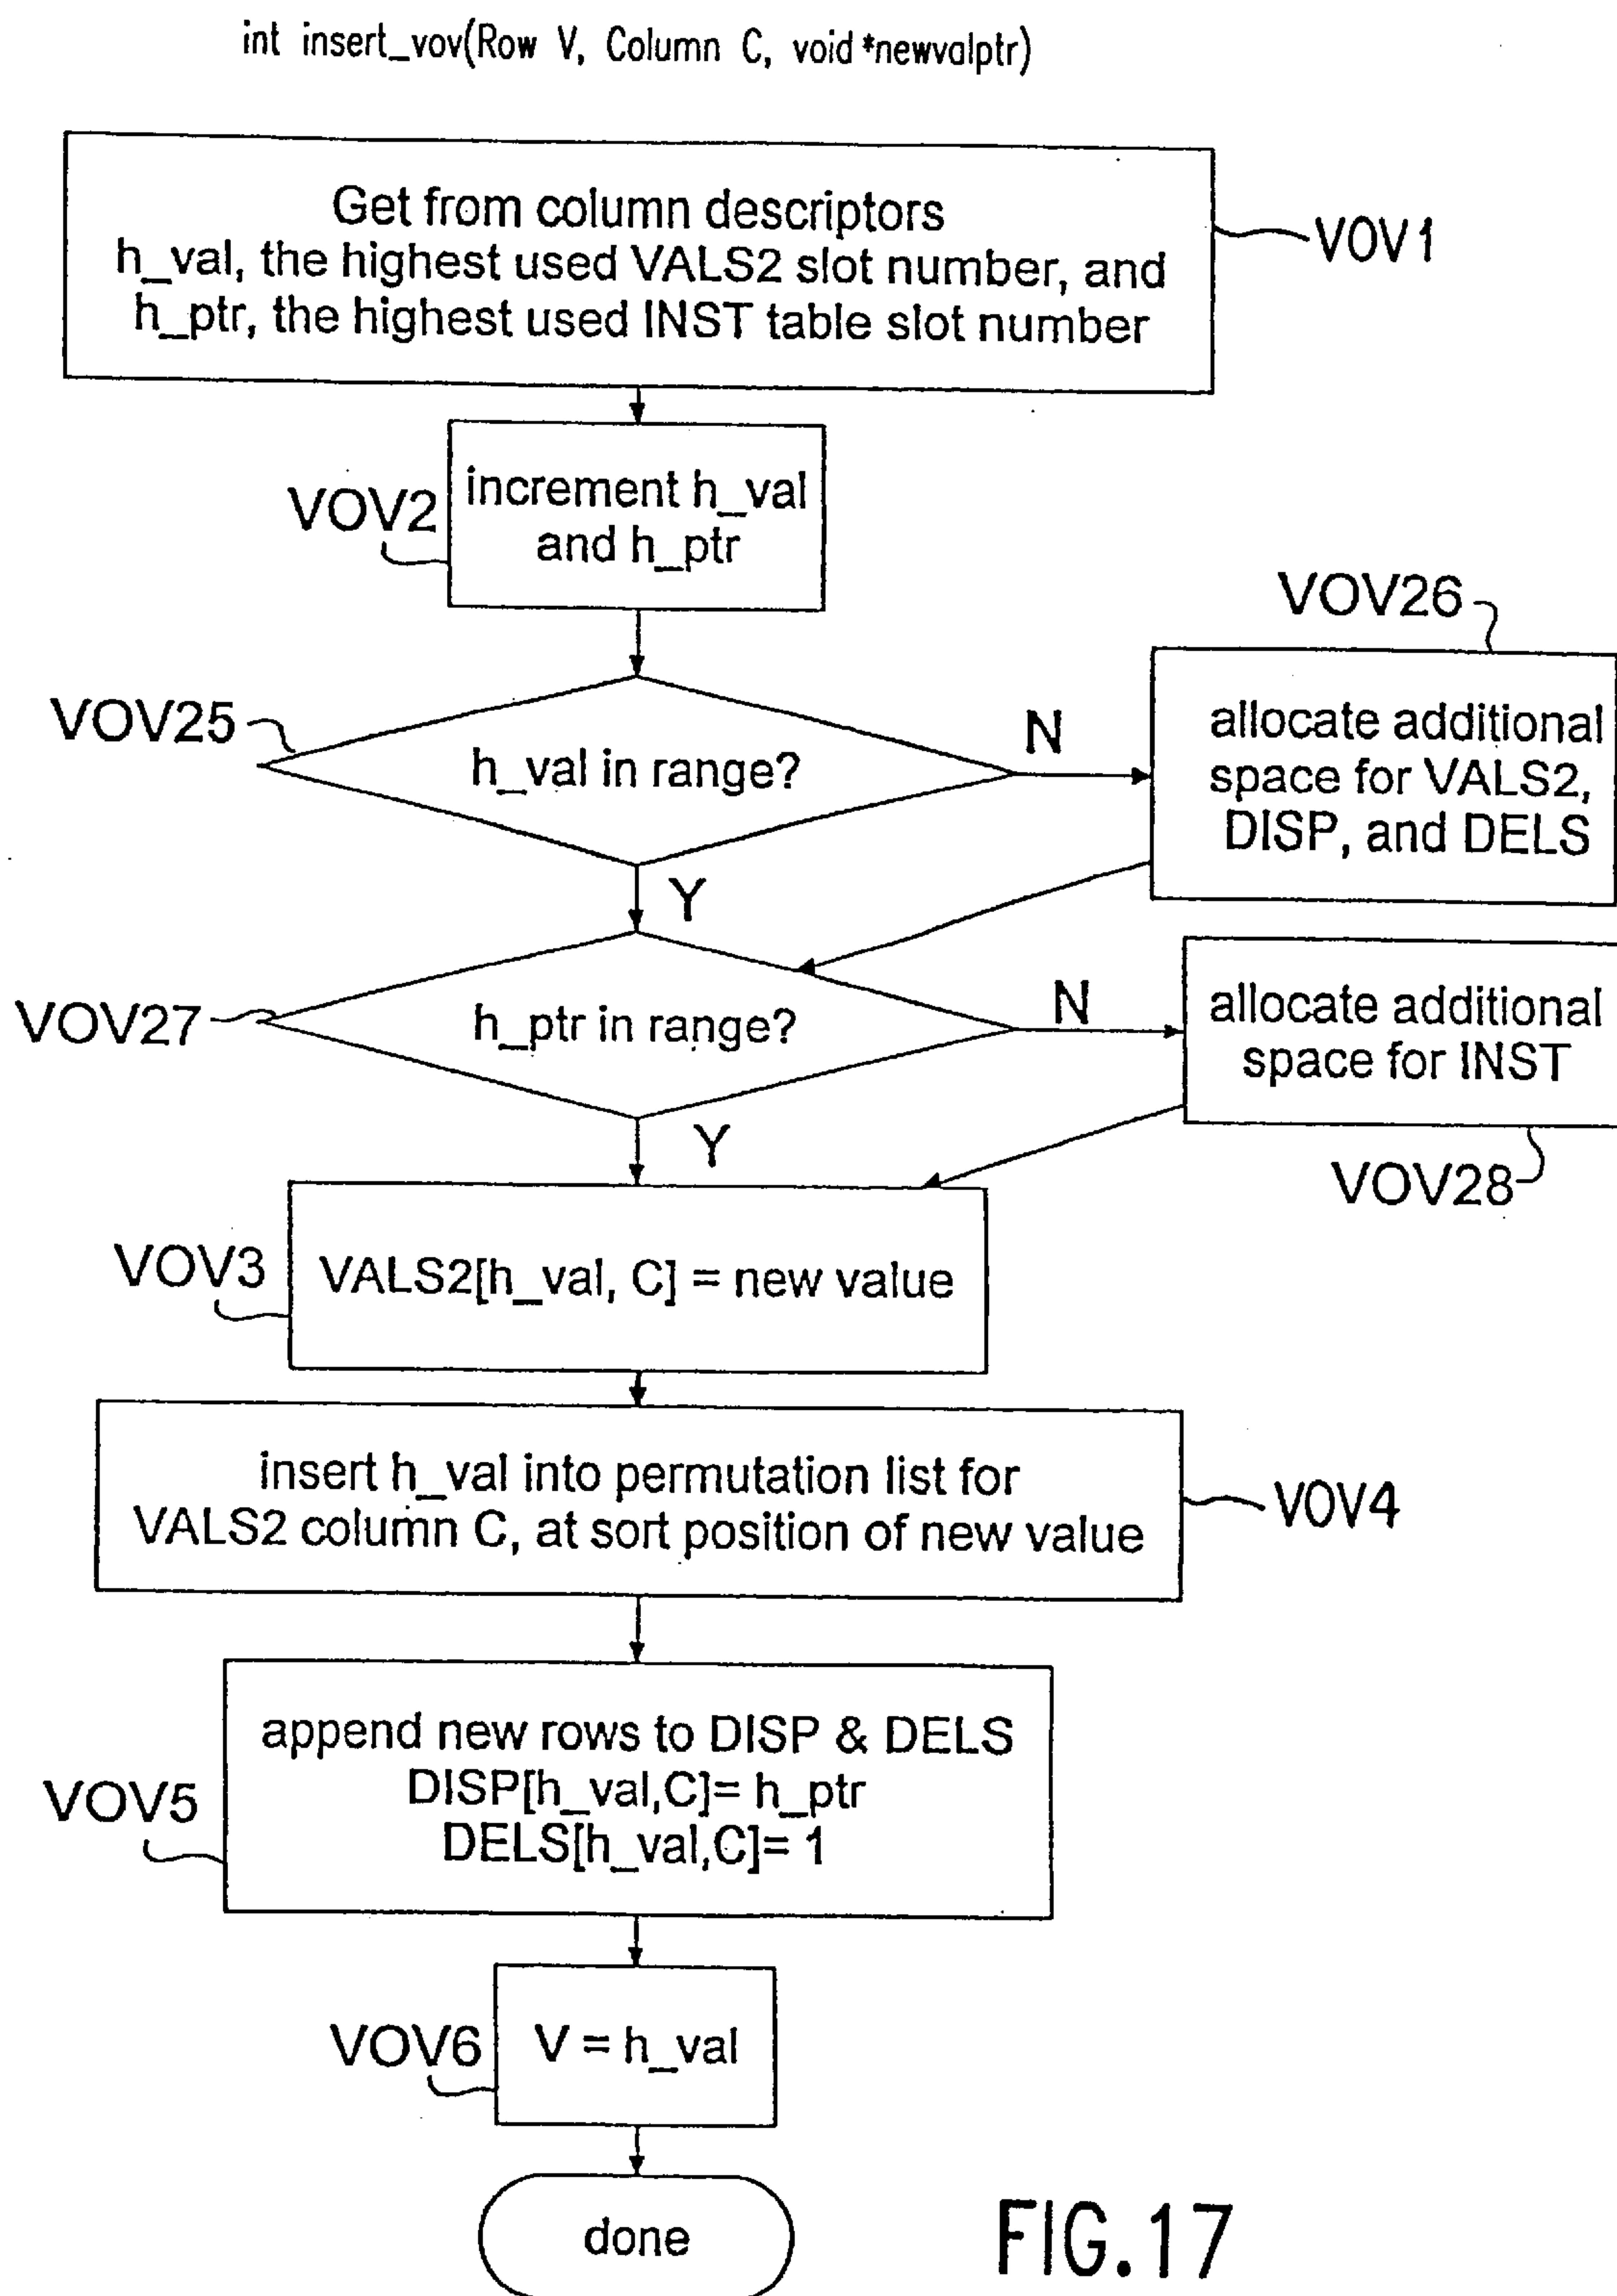 int insert_vov(Row V, Column C, void*newvalptr)
Get from column descriptors
h_val, the highest used VALS2 slot number, and
h_ptr, the highest used INST table slot number
VOV1
VOV2
increment h_val
and h_ptr
VOV26
VOV25
h_val in range?
N
allocate additional
space for VALS2,
DISP, and DELS
Y
VOV27
h_ptr in range?
N
allocate additional
space for INST
Y
VOV28
VOV3
VALS2[h_val, C] = new value
insert h_val into permutation list for
VALS2 column C, at sort position of new value
VOV4
append new rows to DISP & DELS
DISP[h_val,C]= h_ptr
DELS[h_val,C]= 1
VOV5
VOV6
V = h_val
done
FIG.17